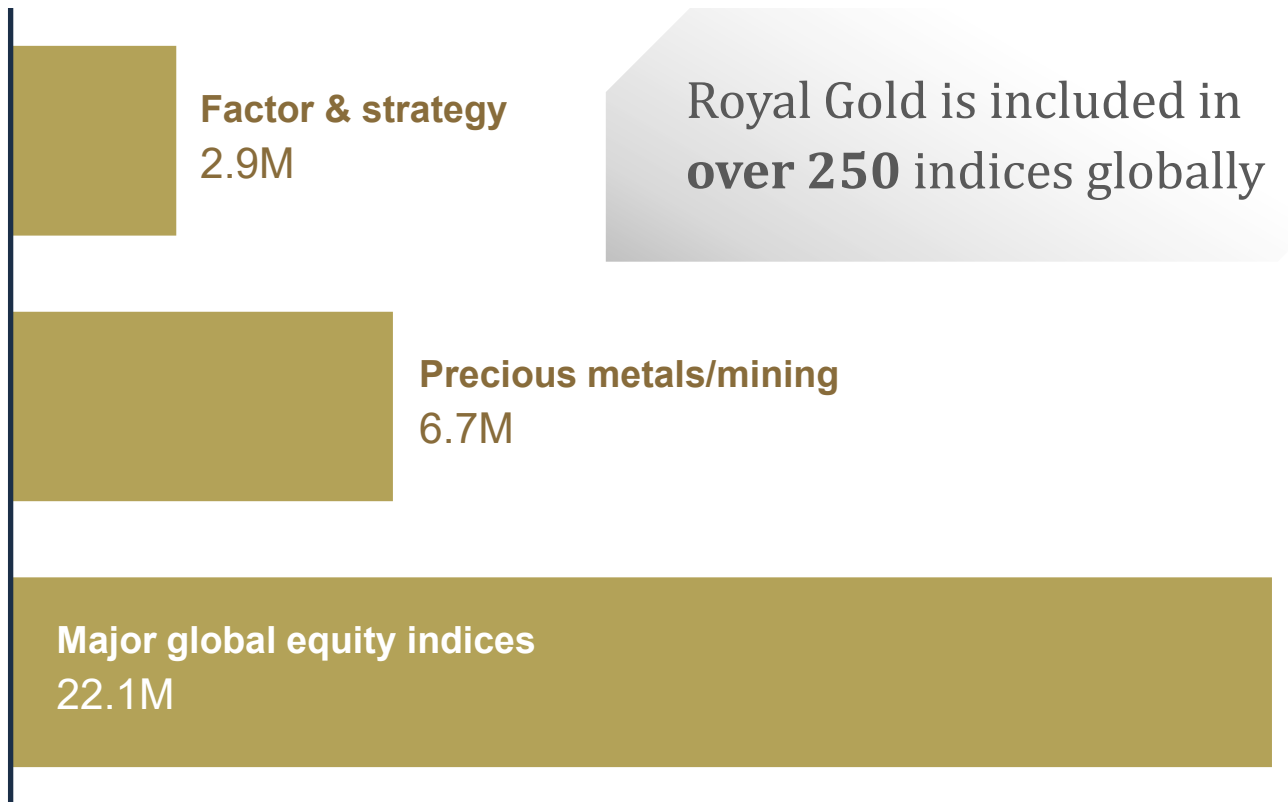 Factor & strategy
2.9M
Royal Gold is included in
over 250 indices globally
Precious metals/mining
6.7M
Major global equity indices
22.1M